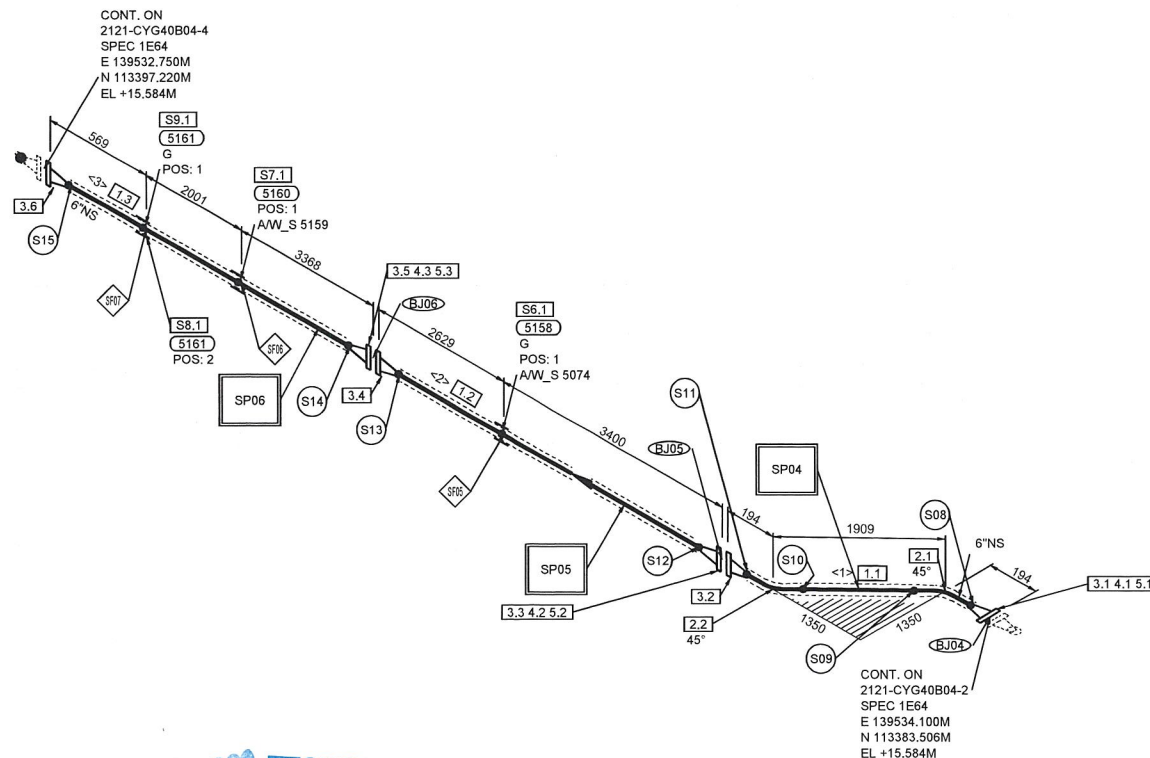 CONT. ON
2121-CYG40B04-4
SPEC 1E64
E 139532.750M
N 113397.220M
EL +15.584M
S9.1
5161
G
POS: 1
569
S7.1
5160
POS: 1
A/W_S 5159
2001
<3> 1.3
3.6
6"NS
S15
3368
3.5 4.3 5.3
BJ06
S6.1
5158
G
POS: 1
A/W_S 5074
SF07
S8.1
5161
POS: 2
SF06
2629
SP06
S14
3.4
<2> 1.2
S13
S11
3400
BJ05
SP04
SF05
194
1909
S08
SP05
S12
S10
<1> 1.1
2.1
45°
6"NS
194
3.1 4.1 5.1
3.3 4.2 5.2
3.2
2.2
45°
1350
1350
S09
BJ04
CONT. ON
2121-CYG40B04-2
SPEC 1E64
E 139534.100M
N 113383.506M
EL +15.584M